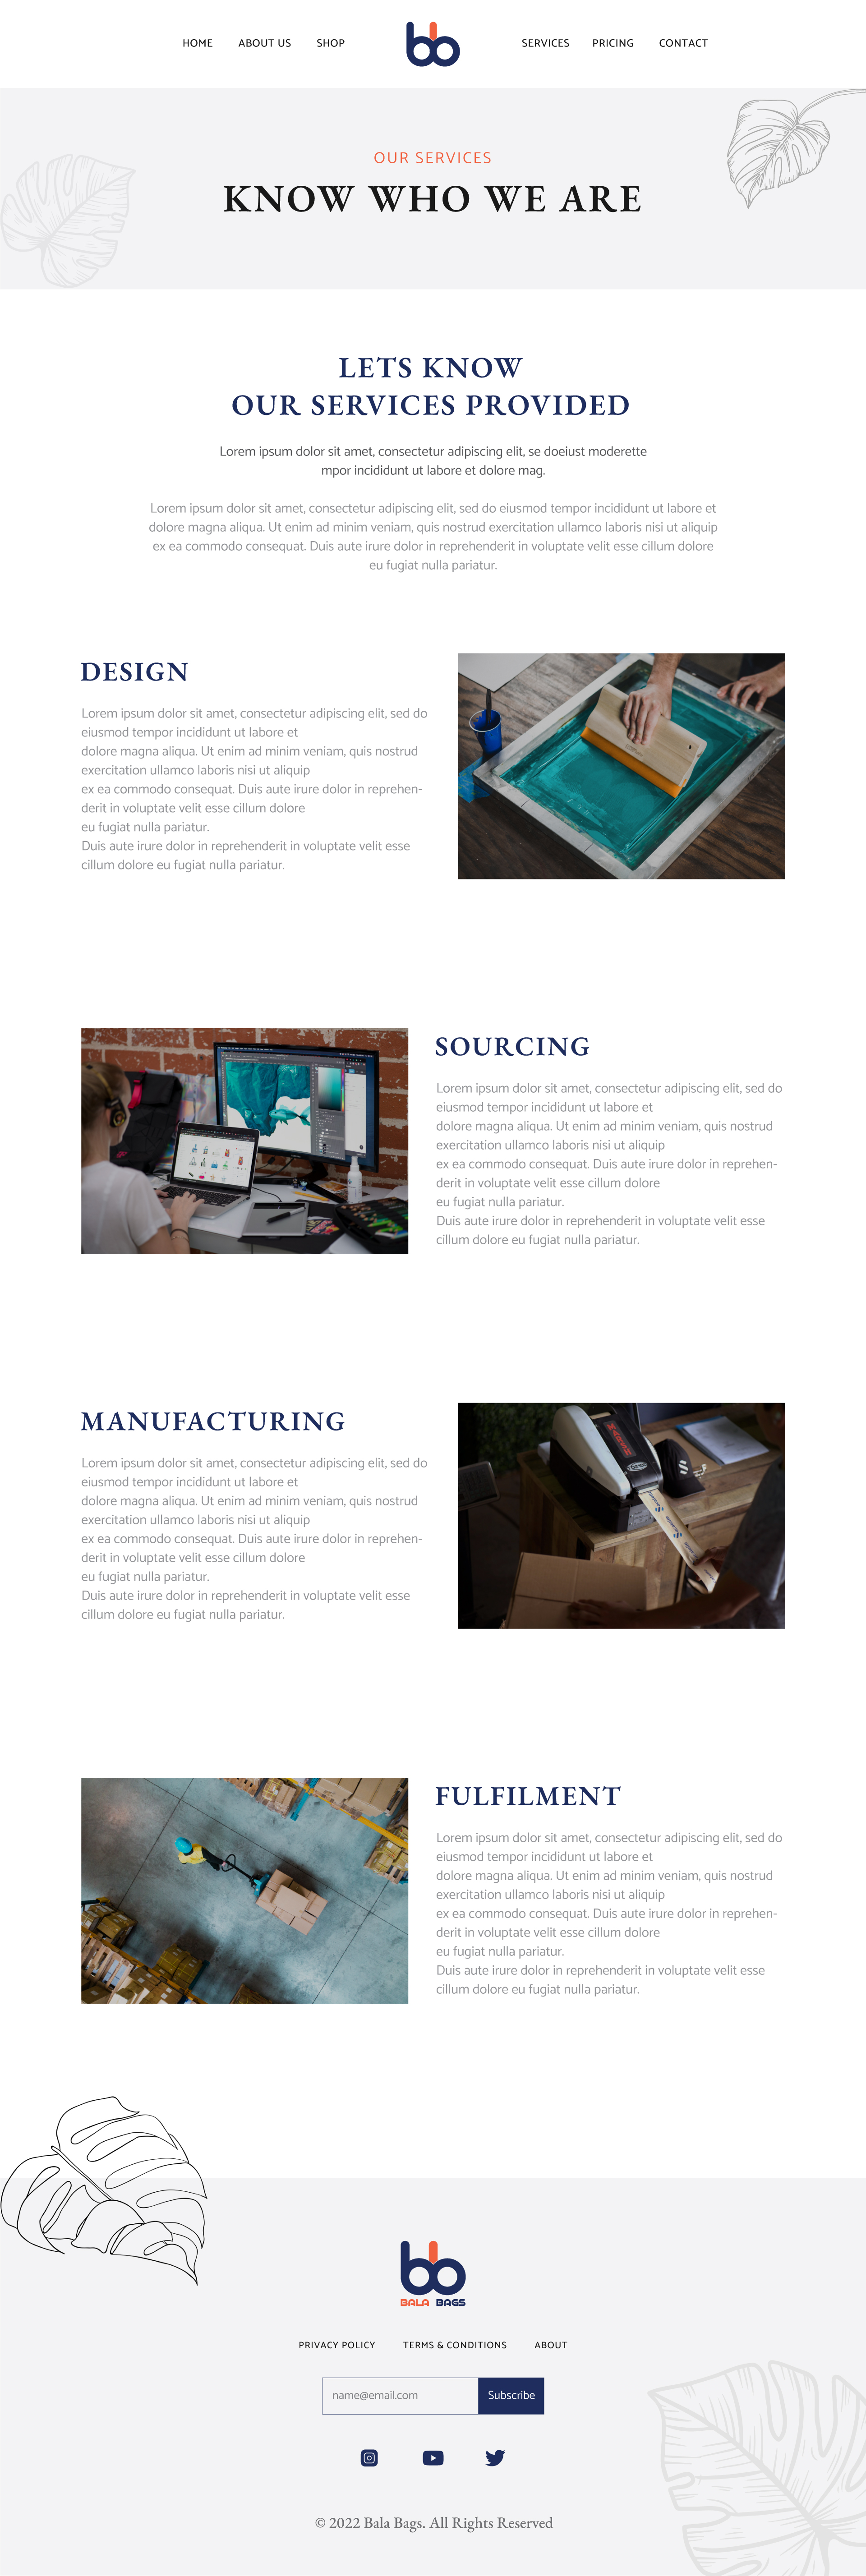 HOME ABOUT US SHOP SERVICES PRICING CONTACT
OUR SERVICES
KNOW WHO WE ARE
LETS KNOW
OUR SERVICES PROVIDED
Lorem ipsum dolor sit amet, consectetur adipiscing elit, se doeiust moderette
mpor incididunt ut labore et dolore mag.
Lorem ipsum dolor sit amet, consectetur adipiscing elit, sed do eiusmod tempor incididunt ut labore et
dolore magna aliqua. Ut enim ad minim veniam, quis nostrud exercitation ullamco laboris nisi ut aliquip
ex ea commodo consequat. Duis aute irure dolor in reprehenderit in voluptate velit esse cillum dolore
eu fugiat nulla pariatur.
DESIGN
Lorem ipsum dolor sit amet, consectetur adipiscing elit, sed do
eiusmod tempor incididunt ut labore et
dolore magna aliqua. Ut enim ad minim veniam, quis nostrud
exercitation ullamco laboris nisi ut aliquip
ex ea commodo consequat. Duis aute irure dolor in reprehen-
derit in voluptate velit esse cillum dolore
eu fugiat nulla pariatur.
Duis aute irure dolor in reprehenderit in voluptate velit esse
cillum dolore eu fugiat nulla pariatur.
SOURCING
Lorem ipsum dolor sit amet, consectetur adipiscing elit, sed do
eiusmod tempor incididunt ut labore et
dolore magna aliqua. Ut enim ad minim veniam, quis nostrud
exercitation ullamco laboris nisi ut aliquip
ex ea commodo consequat. Duis aute irure dolor in reprehen-
derit in voluptate velit esse cillum dolore
eu fugiat nulla pariatur.
Duis aute irure dolor in reprehenderit in voluptate velit esse
cillum dolore eu fugiat nulla pariatur.
MANUFACTURING
Lorem ipsum dolor sit amet, consectetur adipiscing elit, sed do
eiusmod tempor incididunt ut labore et
dolore magna aliqua. Ut enim ad minim veniam, quis nostrud
exercitation ullamco laboris nisi ut aliquip
ex ea commodo consequat. Duis aute irure dolor in reprehen-
derit in voluptate velit esse cillum dolore
eu fugiat nulla pariatur.
Duis aute irure dolor in reprehenderit in voluptate velit esse
cillum dolore eu fugiat nulla pariatur.
FULFILMENT
Lorem ipsum dolor sit amet, consectetur adipiscing elit, sed do
eiusmod tempor incididunt ut labore et
dolore magna aliqua. Ut enim ad minim veniam, quis nostrud
exercitation ullamco laboris nisi ut aliquip
ex ea commodo consequat. Duis aute irure dolor in reprehen-
derit in voluptate velit esse cillum dolore
eu fugiat nulla pariatur.
Duis aute irure dolor in reprehenderit in voluptate velit esse
cillum dolore eu fugiat nulla pariatur.
BALA BAGS
PRIVACY POLICY TERMS & CONDITIONS ABOUT
name@email.com Subscribe
© 2022 Bala Bags. All Rights Reserved